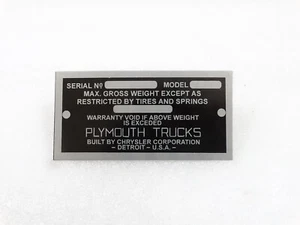 SERIAL Nº MODEL
MAX. GROSS WEIGHT EXCEPT AS
RESTRICTED BY TIRES AND SPRINGS
WARRANTY VOID IF ABOVE WEIGHT
IS EXCEDED
PLYMOUTH TRUCKS
BUILT BY CHRYSLER CORPORATION
– DETROIT – U.S.A. –